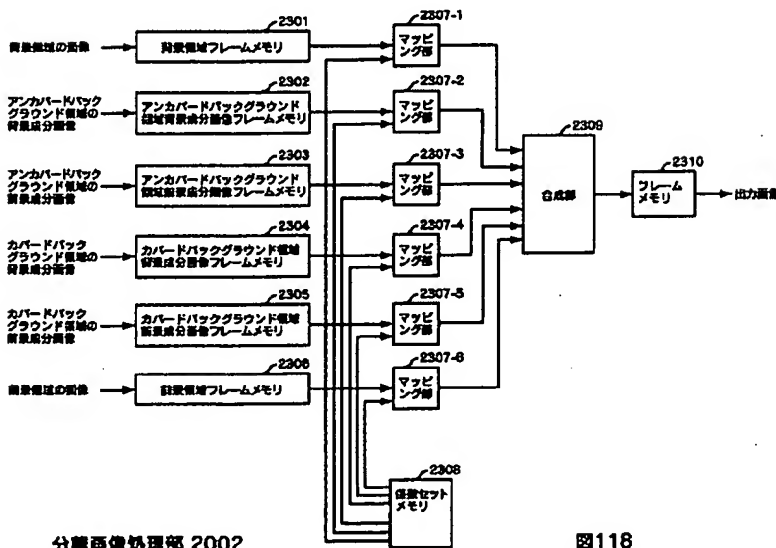 2301
背景領域の画像
背景領域フレームメモリ
2307-1
マッピ
ング部
2302
アンカバードバック
グラウンド領域の
背景成分画像
アンカバードバックグラウンド
領域背景成分画像フレームメモリ
2307-2
マッピ
ング部
2303
アンカバードバック
グラウンド領域の
前景成分画像
アンカバードバックグラウンド
領域前景成分画像フレームメモリ
2307-3
マッピ
ング部
2309
合成部
2310
フレーム
メモリ
出力画像
2304
カバードバック
グラウンド領域の
背景成分画像
カバードバックグラウンド領域
背景成分画像フレームメモリ
2307-4
マッピ
ング部
2305
カバードバック
グラウンド領域の
前景成分画像
カバードバックグラウンド領域
前景成分画像フレームメモリ
2307-5
マッピ
ング部
2306
前景領域の画像
前景領域フレームメモリ
2307-6
マッピ
ング部
2308
係数セット
メモリ
分離画像処理部 2002
図118